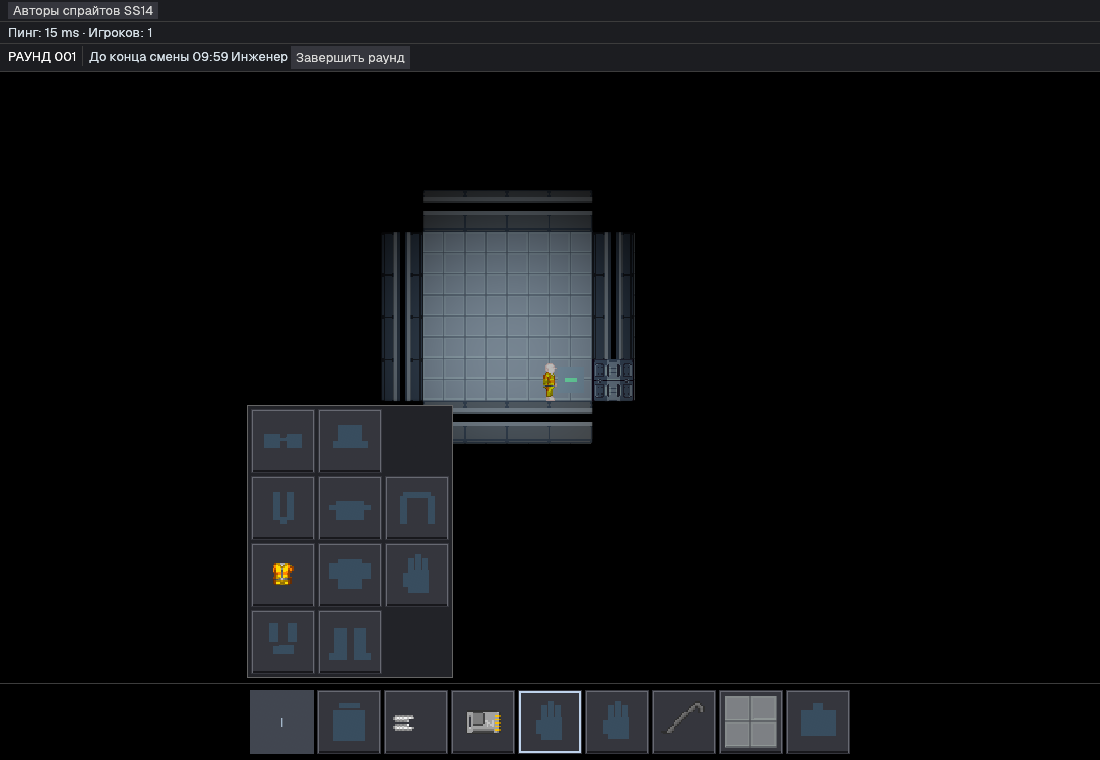 Авторы спрайтов SS14
Пинг: 15 ms · Игроков: 1
РАУНД 001 До конца смены 09:59 Инженер Завершить раунд
I